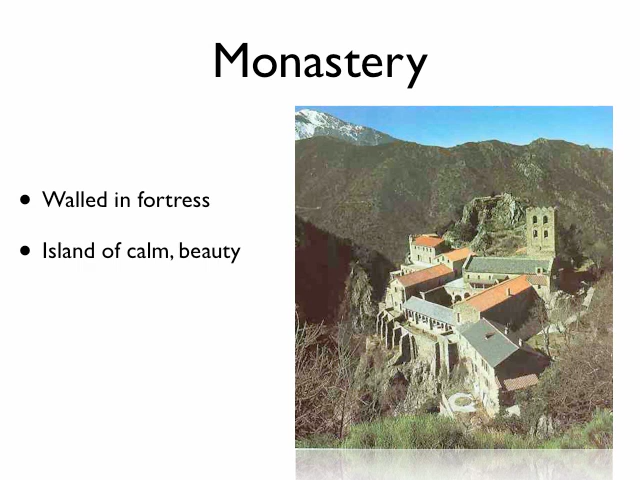 Monastery
• Walled in fortress
• Island of calm, beauty